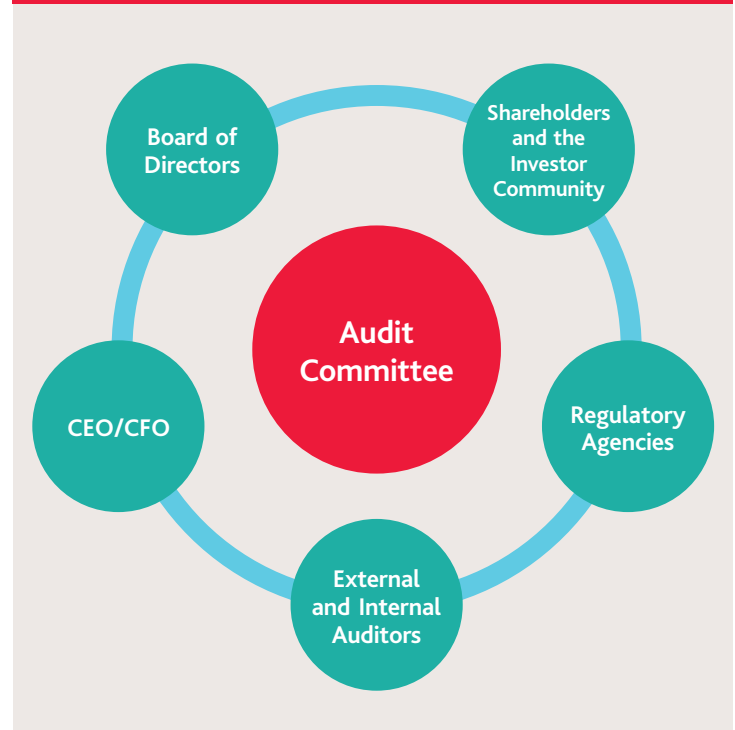 Board of
Directors
Shareholders
and the
Investor
Community
Audit
Committee
CEO/CFO
Regulatory
Agencies
External
and Internal
Auditors